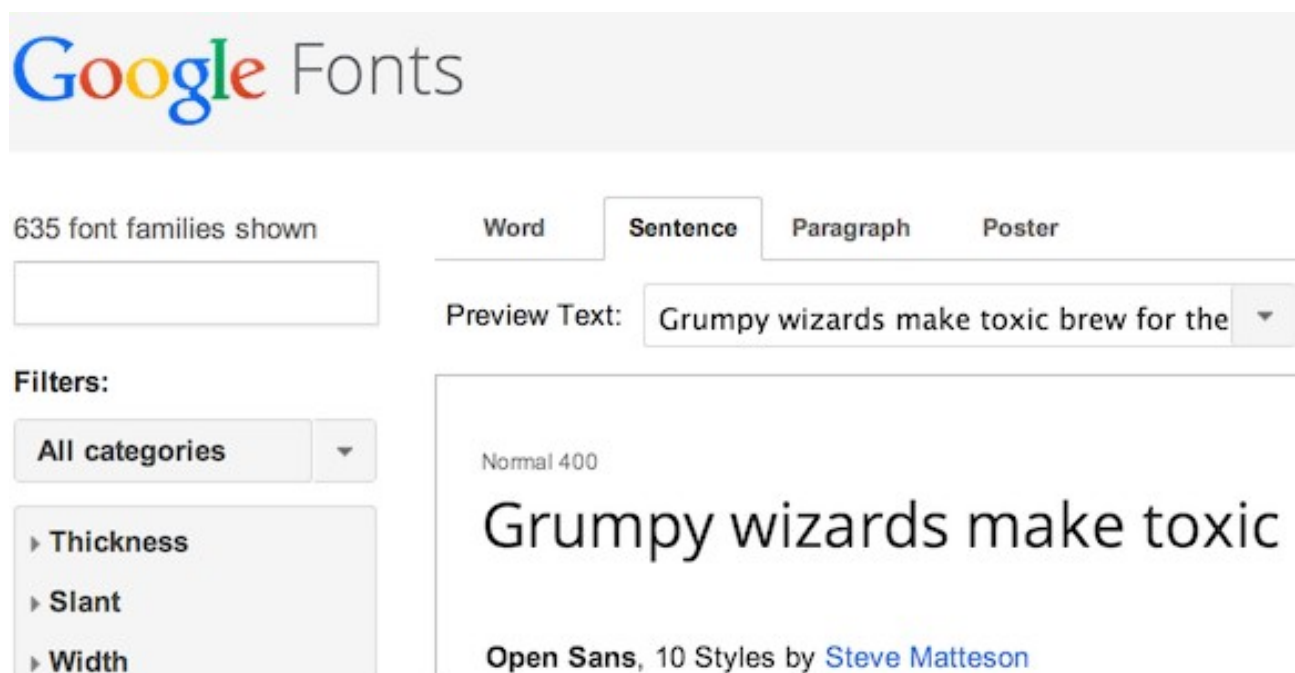 Google Fonts
635 font families shown
Word Sentence Paragraph Poster
Preview Text: Grumpy wizards make toxic brew for the
Filters:
All categories
Normal 400
Grumpy wizards make toxic
Thickness
Slant
Width
Open Sans, 10 Styles by Steve Matteson